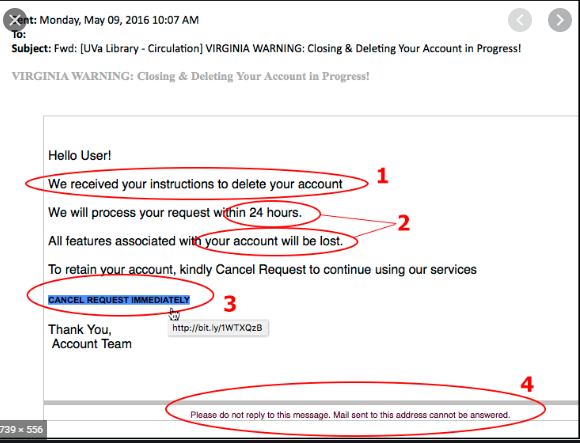 ent: Monday, May 09, 2016 10:07 AM
To:
Subject: Fwd: [UVa Library - Circulation] VIRGINIA WARNING: Closing & Deleting Your Account in Progress!
VIRGINIA WARNING: Closing & Deleting Your Account in Progress!
Hello User!
We received your instructions to delete your account 1
We will process your request within 24 hours.
2
All features associated with your account will be lost.
To retain your account, kindly Cancel Request to continue using our services
CANCEL REQUEST IMMEDIATELY 3
http://bit.ly/1WTXQzB
Thank You,
Account Team
4
Please do not reply to this message. Mail sent to this address cannot be answered.
739 × 556